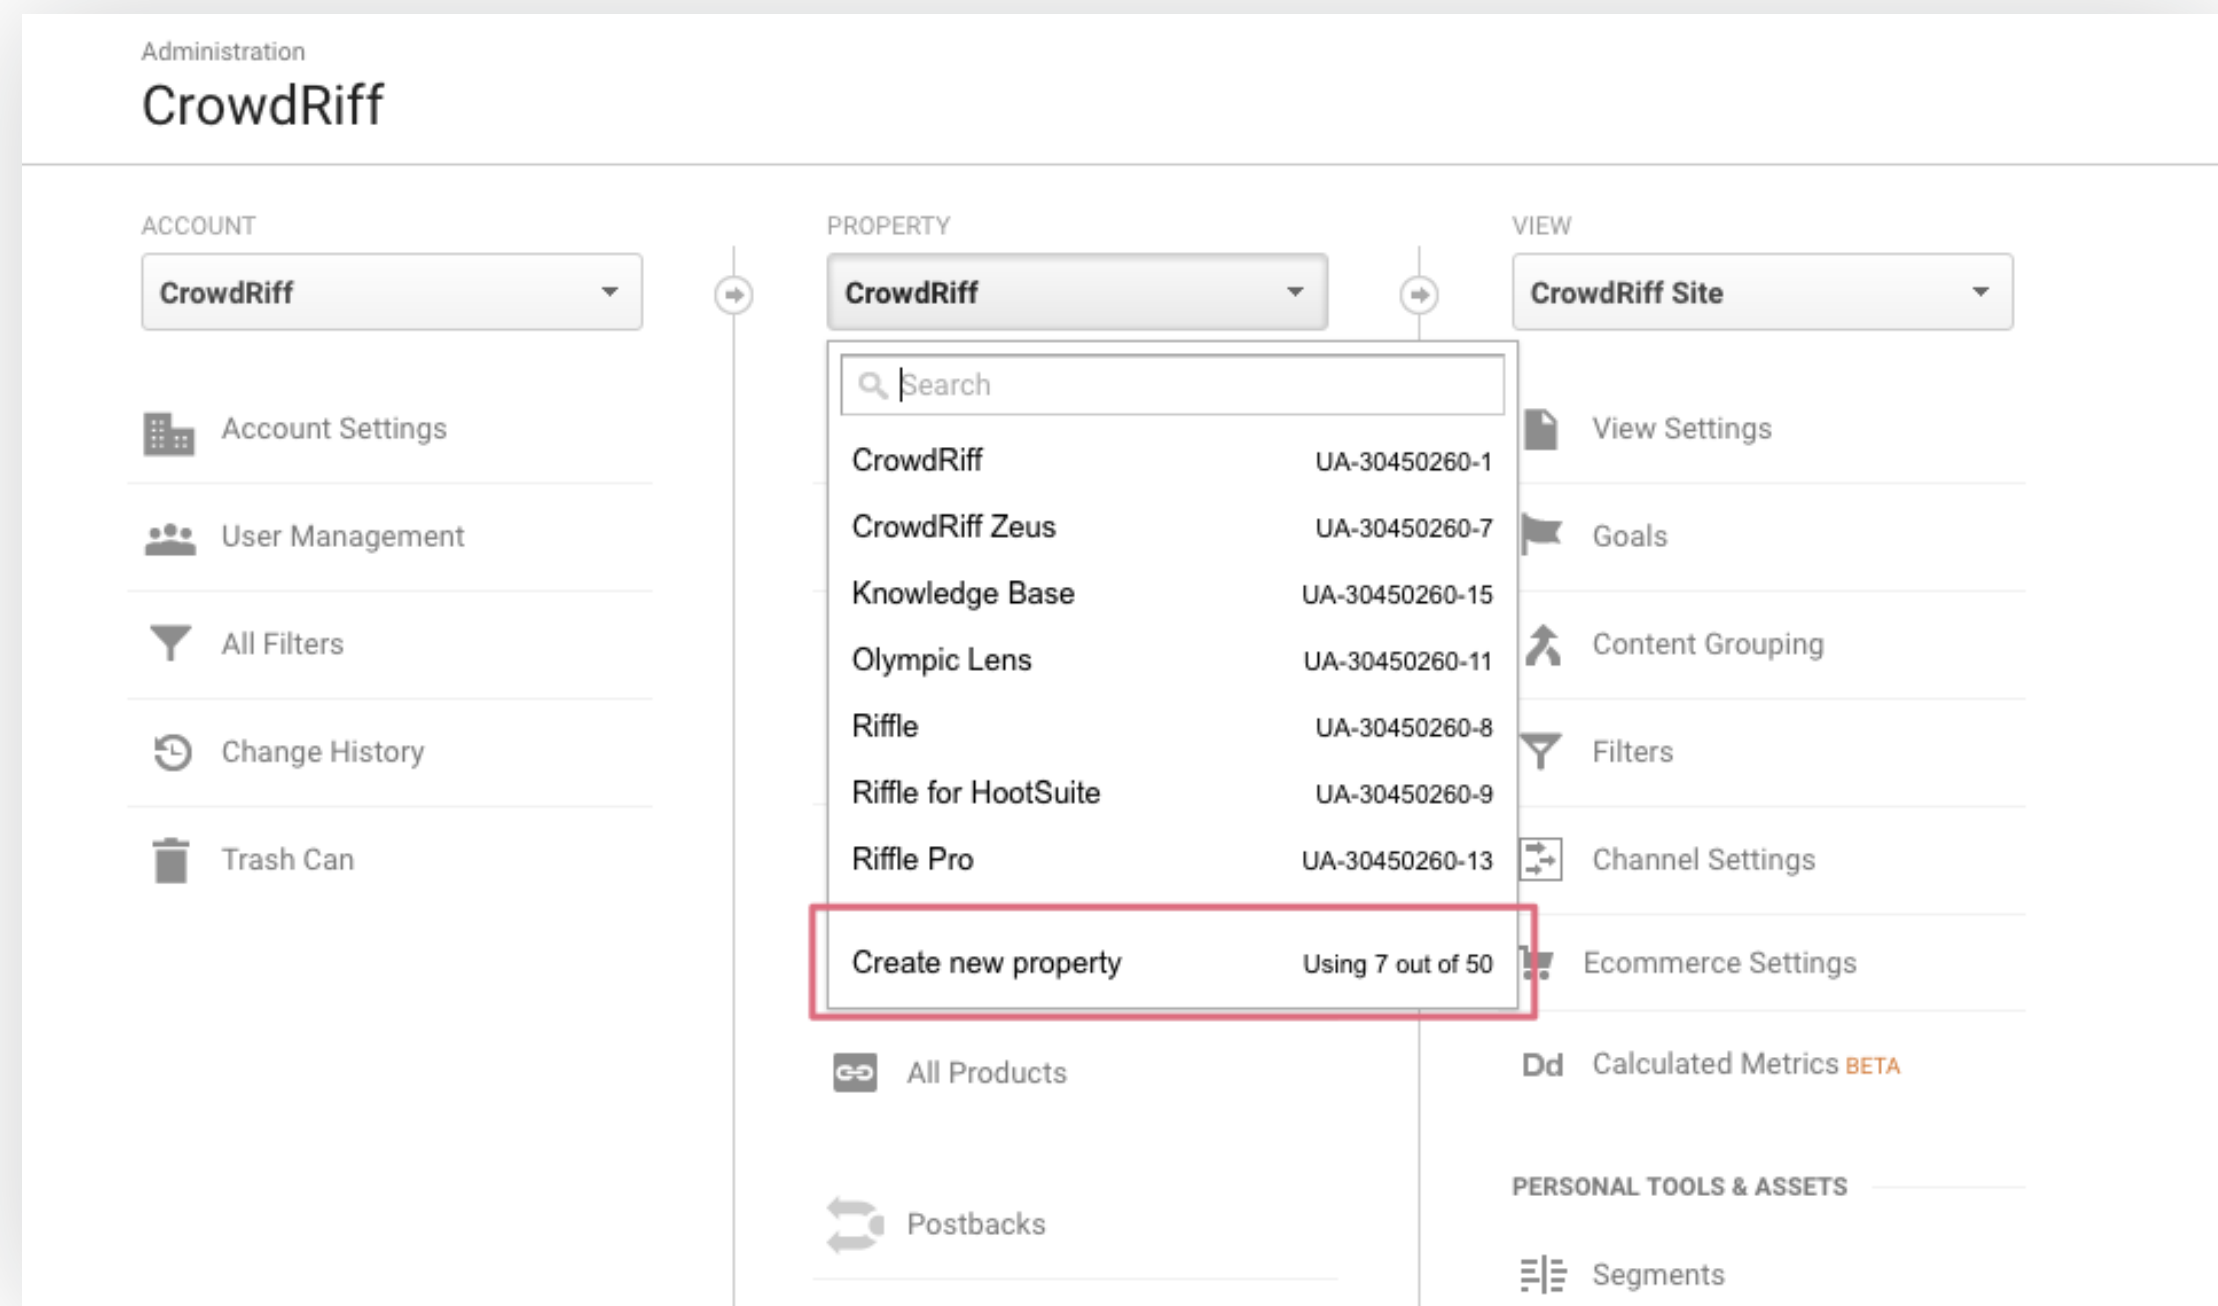 Administration
CrowdRiff
ACCOUNT
CrowdRiff
Account Settings
User Management
All Filters
Change History
Trash Can
PROPERTY
CrowdRiff
Search
CrowdRiff UA-30450260-1
CrowdRiff Zeus UA-30450260-7
Knowledge Base UA-30450260-15
Olympic Lens UA-30450260-11
Riffle UA-30450260-8
Riffle for HootSuite UA-30450260-9
Riffle Pro UA-30450260-13
Create new property Using 7 out of 50
All Products
Postbacks
VIEW
CrowdRiff Site
View Settings
Goals
Content Grouping
Filters
Channel Settings
Ecommerce Settings
Dd Calculated Metrics BETA
PERSONAL TOOLS & ASSETS
Segments